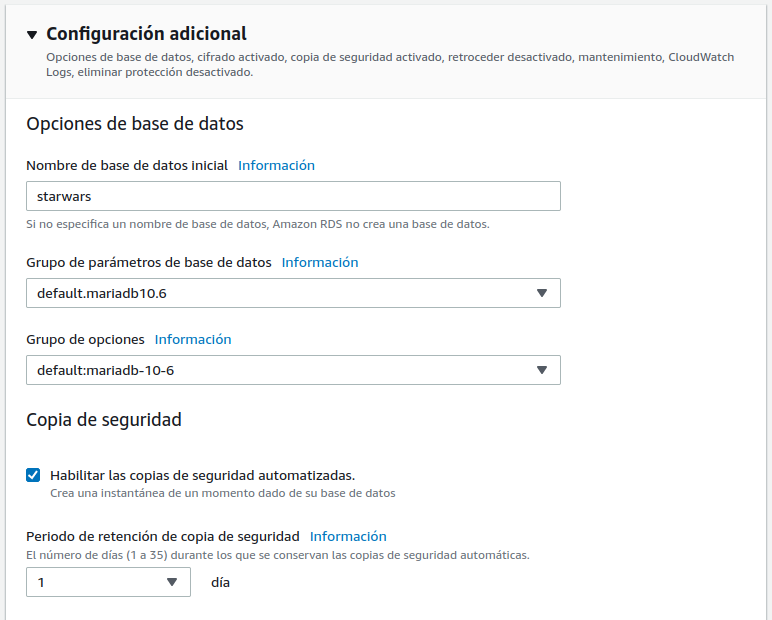 Configuración adicional
Opciones de base de datos, cifrado activado, copia de seguridad activado, retroceder desactivado, mantenimiento, CloudWatch
Logs, eliminar protección desactivado.
Opciones de base de datos
Nombre de base de datos inicial Información
starwars
Si no especifica un nombre de base de datos, Amazon RDS no crea una base de datos.
Grupo de parámetros de base de datos Información
default.mariadb10.6
Grupo de opciones Información
default:mariadb-10-6
Copia de seguridad
Habilitar las copias de seguridad automatizadas.
Crea una instantánea de un momento dado de su base de datos
Periodo de retención de copia de seguridad Información
El número de días (1 a 35) durante los que se conservan las copias de seguridad automáticas.
1 día